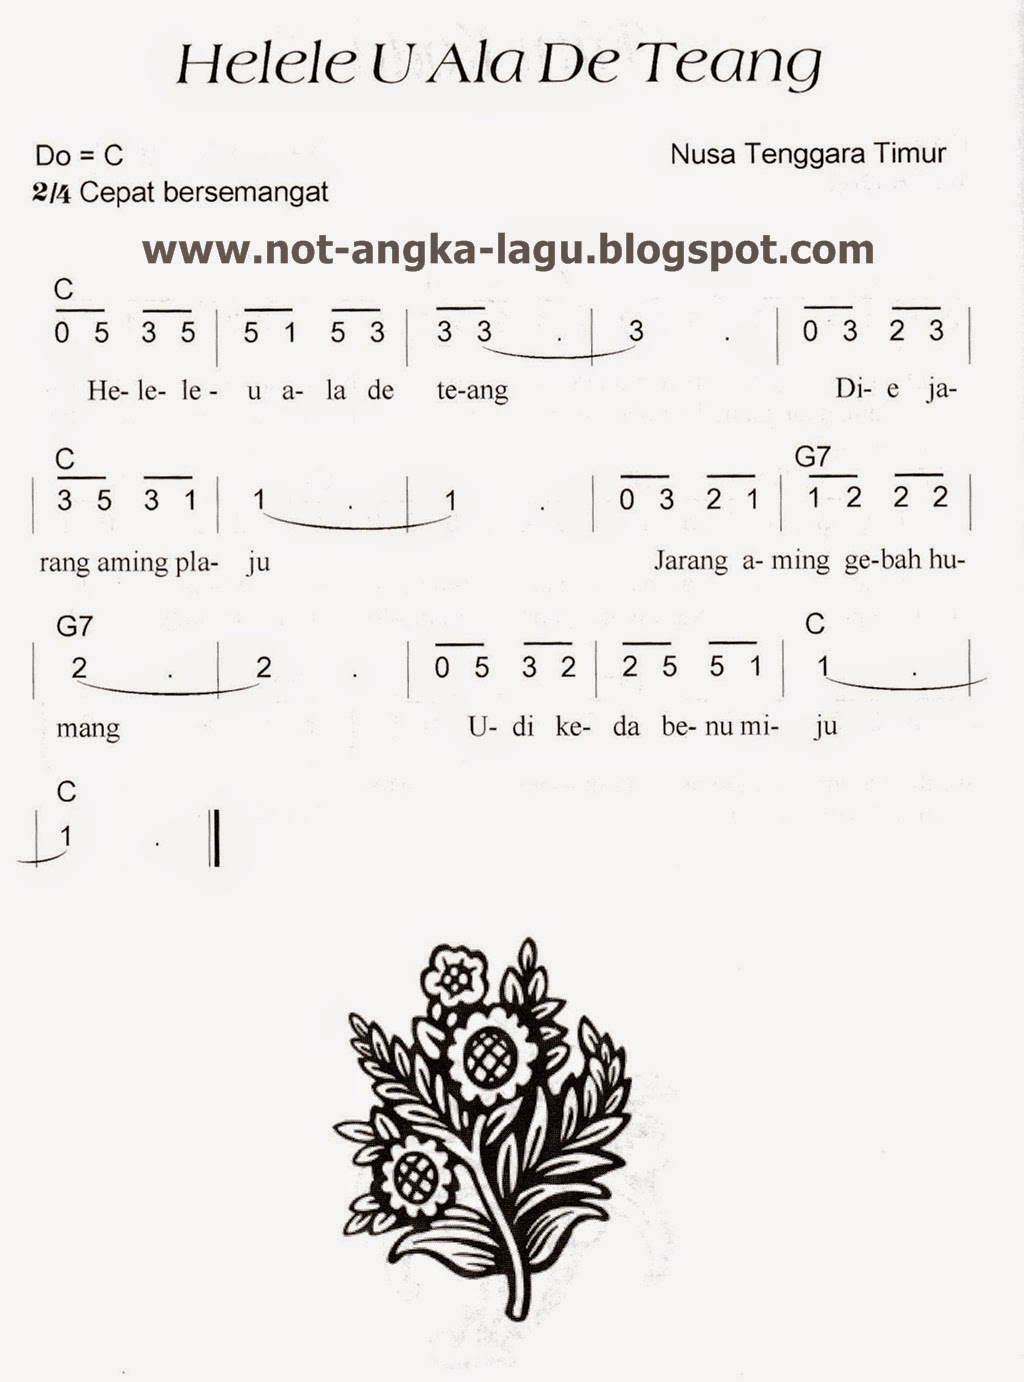 Helele U Ala De Teang
Do = C
Nusa Tenggara Timur
2/4 Cepat bersemangat
www.not-angka-lagu.blogspot.com
C
0 5 3 5 | 5 1 5 3 | 3 3 . | 3 . | 0 3 2 3 |
He- le- le - u a- la de te-ang Di- e ja-
C G7
| 3 5 3 1 | 1 . | 1 . | 0 3 2 1 | 1 2 2 2 |
rang aming pla- ju Jarang a- ming ge-bah hu-
G7 C
| 2 . | 2 . | 0 5 3 2 | 2 5 5 1 | 1 . |
mang U- di ke- da be- nu mi- ju
C
| 1 . ||